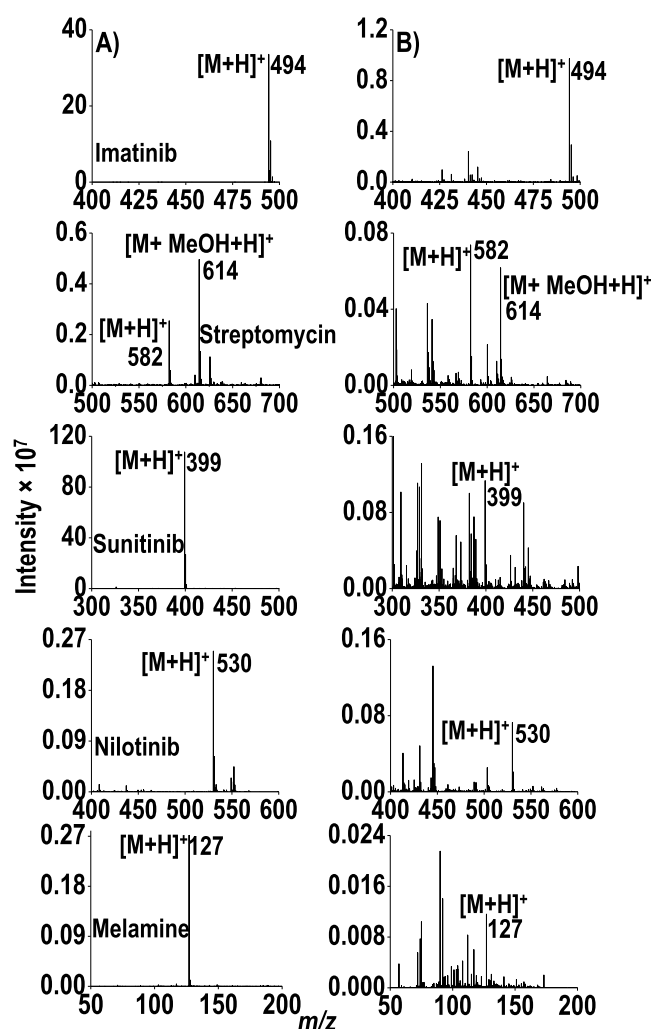 A)
40
20
0
[M+H]+ 494
Imatinib
400 425 450 475 500
B)
1.2
0.8
0.4
0.0
[M+H]+ 494
400 425 450 475 500
0.6
0.4
0.2
0.0
[M+ MeOH+H]+
614
[M+H]+
582
Streptomycin
500 550 600 650 700
0.08
0.04
0.00
[M+H]+ 582
[M+ MeOH+H]+
614
500 550 600 650 700
Intensity × 10⁷
120
80
40
0
[M+H]+ 399
Sunitinib
300 350 400 450 500
0.16
0.08
0.00
[M+H]+
399
300 350 400 450 500
0.27
0.18
0.09
0.00
[M+H]+ 530
Nilotinib
400 450 500 550 600
0.16
0.08
0.00
[M+H]+ 530
400 450 500 550 600
0.27
0.18
0.09
0.00
[M+H]+ 127
Melamine
50 100 150 200
0.024
0.016
0.008
0.000
[M+H]+
127
50 100 150 200
m/z